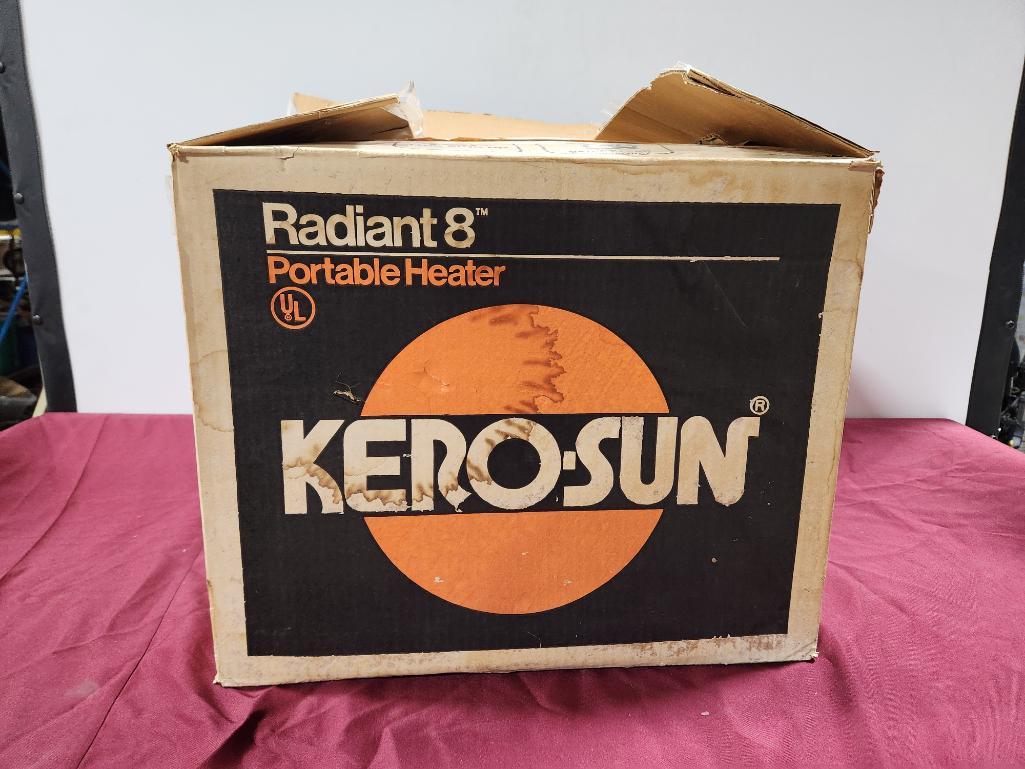 Radiant 8™
Portable Heater
UL
KERO-SUN®